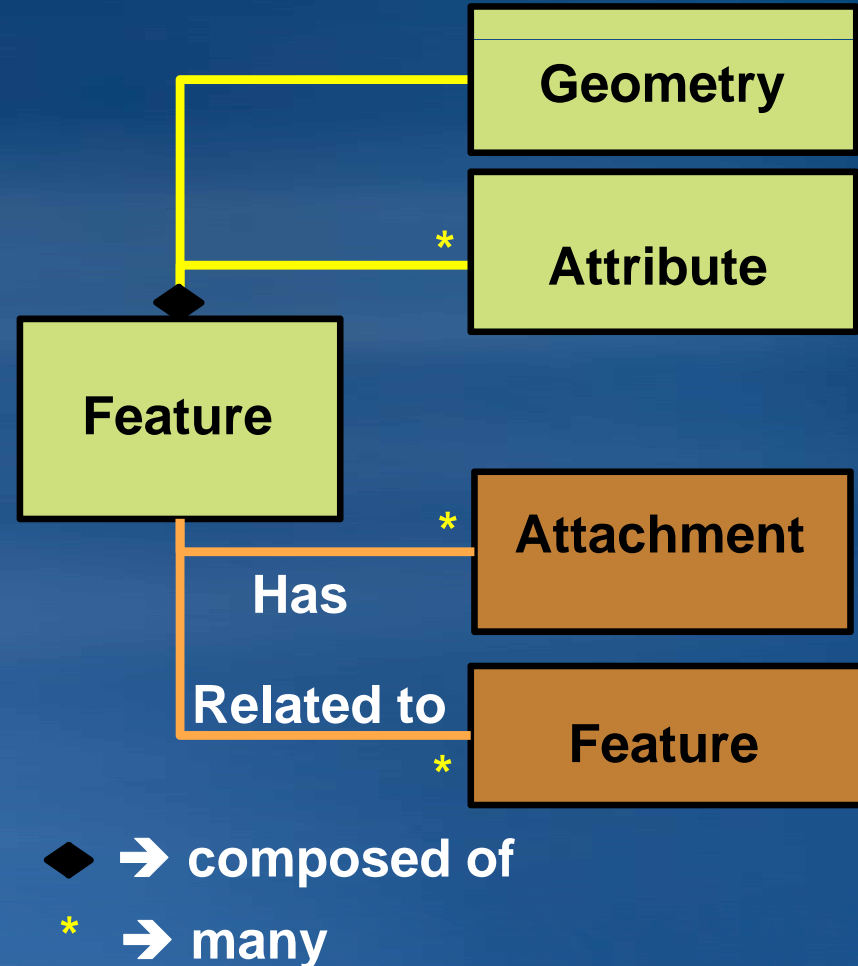 Geometry
*
Attribute
Feature
*
Attachment
Has
Related to
Feature
*
➔ composed of
* ➔ many